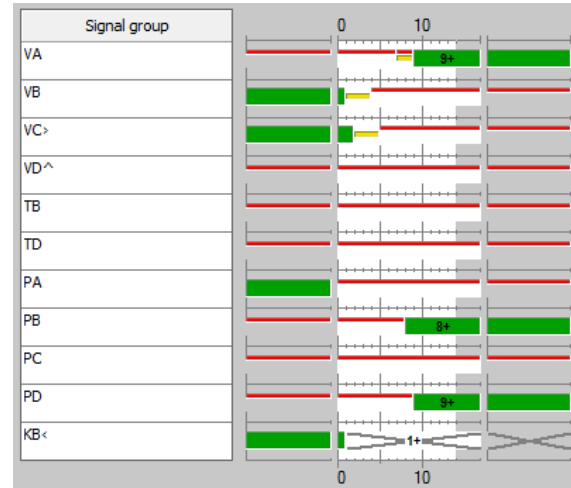 Signal group
0 10
VA
9+
VB
VC>
VD^
TB
TD
PA
PB
8+
PC
PD
9+
KB<
1+
0 10